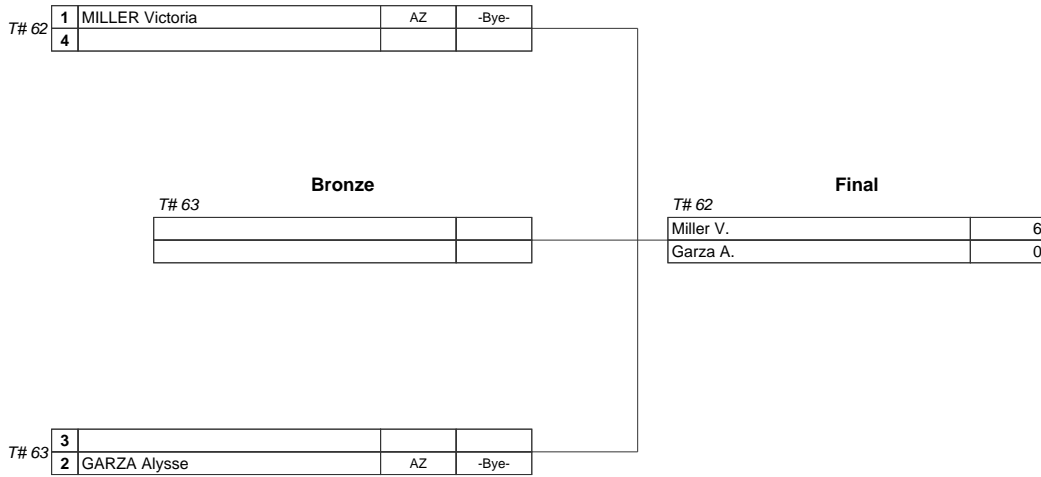 T# 62
1 MILLER Victoria AZ -Bye-
4
Bronze
T# 63
Final
T# 62
Miller V. 6
Garza A. 0
T# 63
3
2 GARZA Alysse AZ -Bye-